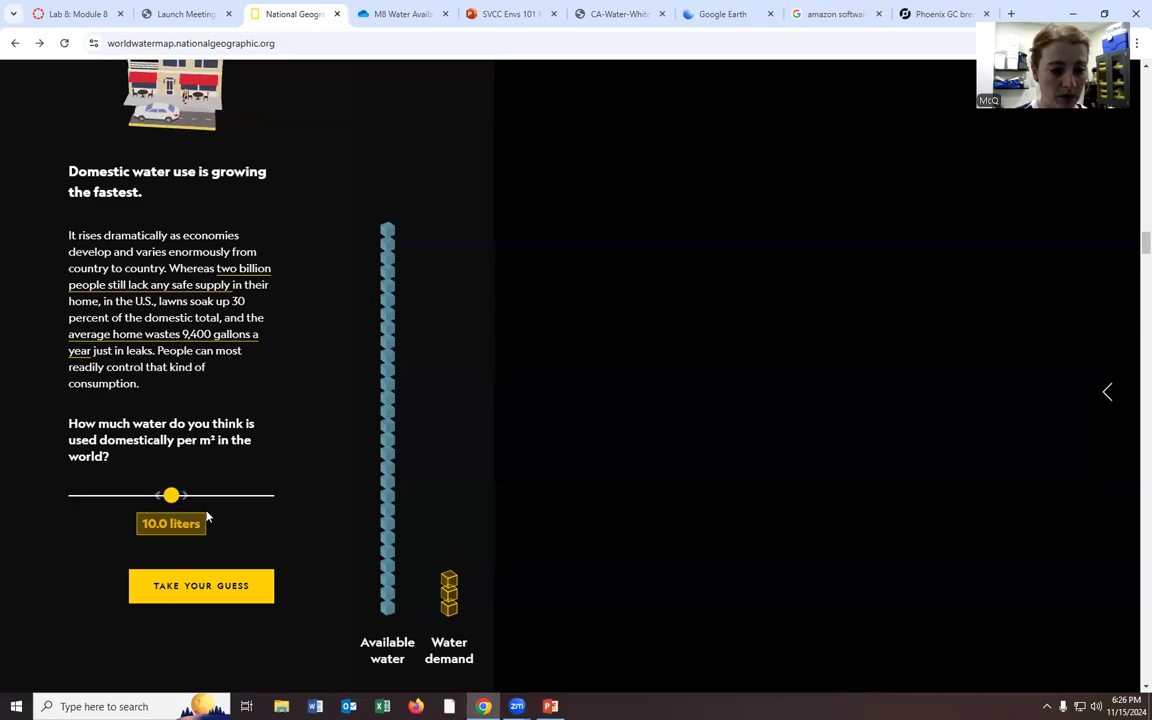 Lab 8: Module 8
Launch Meeting
National Geogra
M8 Water Availa
SVCC Envs 101 M
CA-Water-White
Google Earth
amazon software
Phoenix GC bre
worldwatermap.nationalgeographic.org
McQ
Domestic water use is growing
the fastest.
It rises dramatically as economies
develop and varies enormously from
country to country. Whereas two billion
people still lack any safe supply in their
home, in the U.S., lawns soak up 30
percent of the domestic total, and the
average home wastes 9,400 gallons a
year just in leaks. People can most
readily control that kind of
consumption.
How much water do you think is
used domestically per m² in the
world?
10.0 liters
TAKE YOUR GUESS
Available
water
Water
demand
Type here to search
6:26 PM
11/15/2024